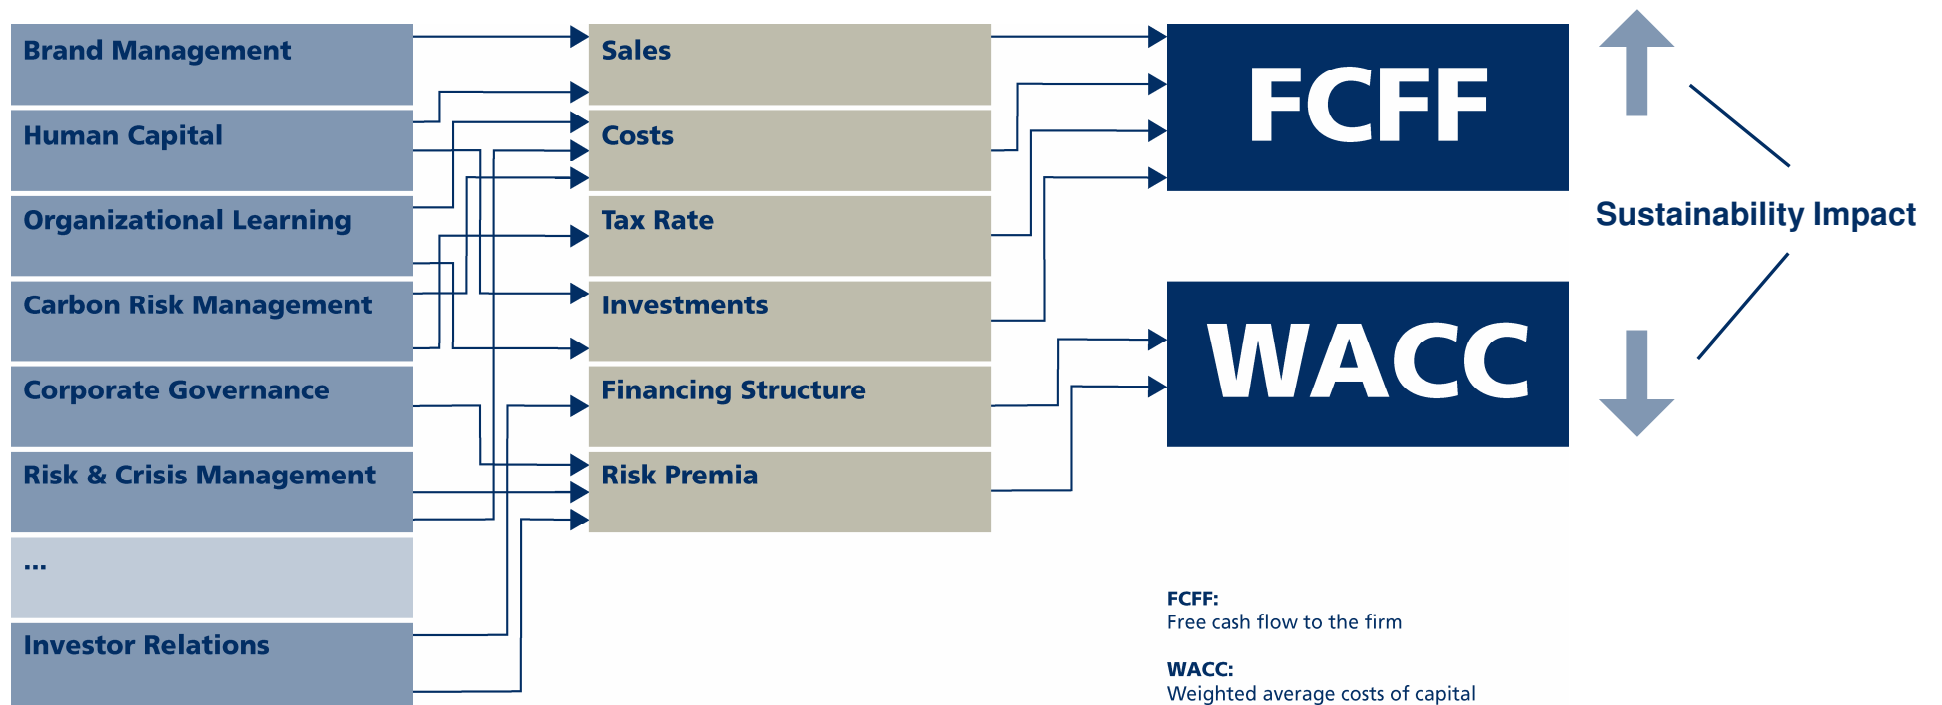 Brand Management
Human Capital
Organizational Learning
Carbon Risk Management
Corporate Governance
Risk & Crisis Management
...
Investor Relations
Sales
Costs
Tax Rate
Investments
Financing Structure
Risk Premia
FCFF
WACC
Sustainability Impact
FCFF:
Free cash flow to the firm
WACC:
Weighted average costs of capital